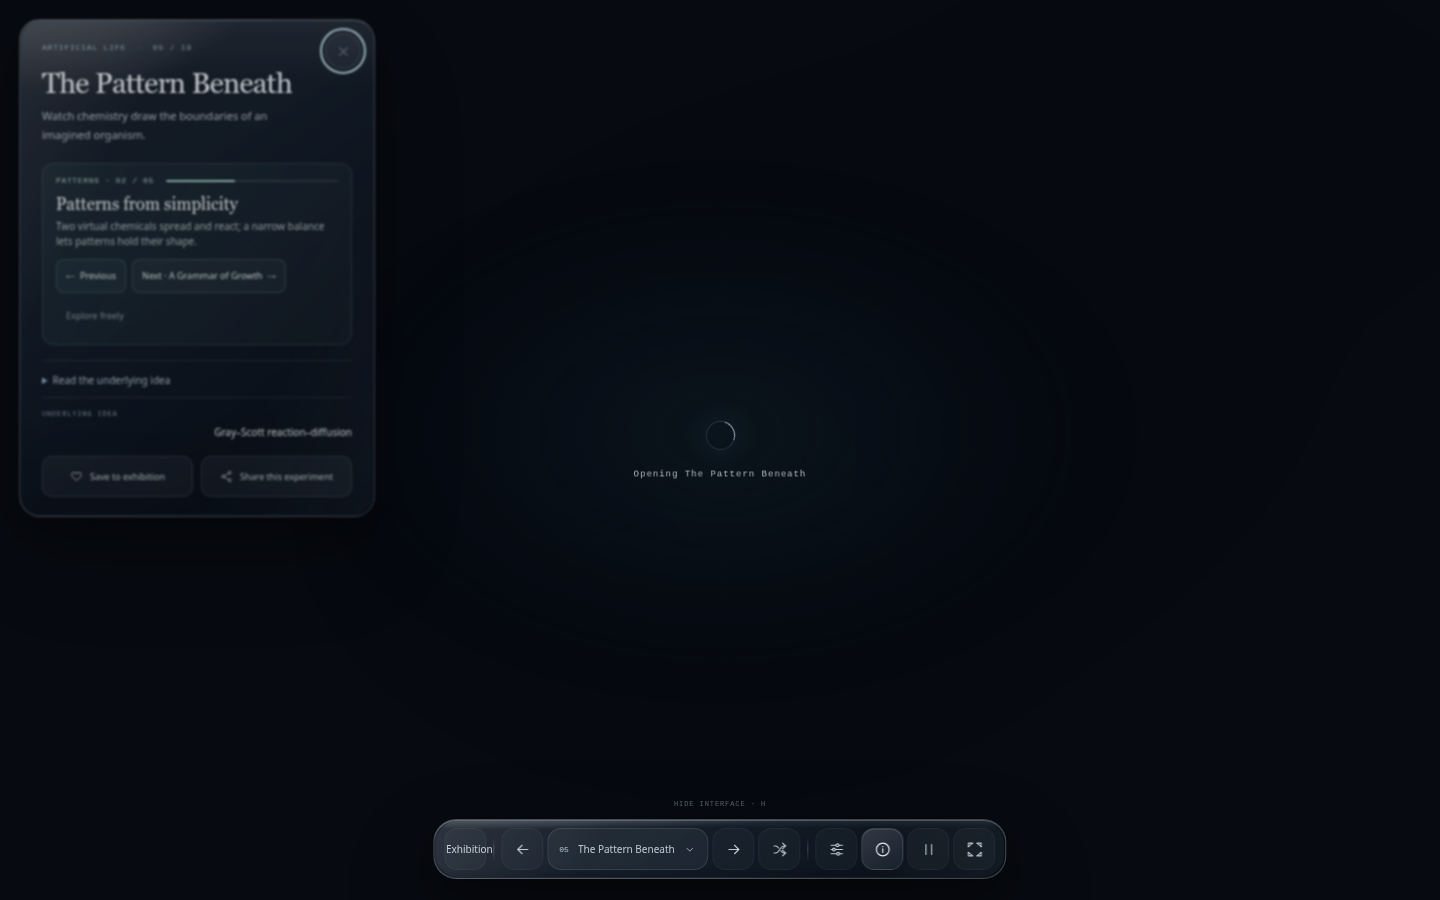 ARTIFICIAL LIFE · 05 / 18
The Pattern Beneath
Watch chemistry draw the boundaries of an
imagined organism.
PATTERNS · 02 / 05
Patterns from simplicity
Two virtual chemicals spread and react; a narrow balance
lets patterns hold their shape.
← Previous
Next · A Grammar of Growth →
Explore freely
▸ Read the underlying idea
UNDERLYING IDEA
Gray–Scott reaction–diffusion
Save to exhibition
Share this experiment
Opening The Pattern Beneath
HIDE INTERFACE · H
Exhibition
05 The Pattern Beneath